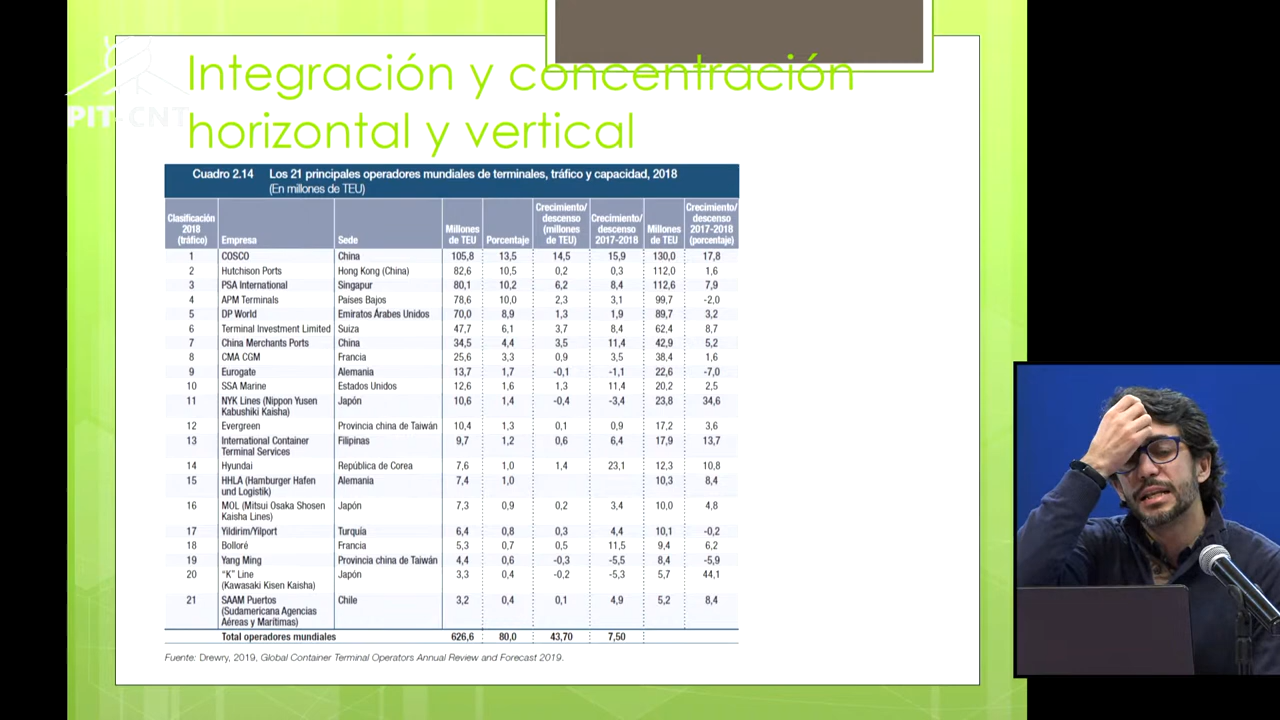 PIT-CNT
Integración y concentración
horizontal y vertical
Cuadro 2.14 Los 21 principales operadores mundiales de terminales, tráfico y capacidad, 2018
(En millones de TEU)
Clasificación 2018 (tráfico) Empresa Sede Millones de TEU Porcentaje Crecimiento/ descenso (millones de TEU) Crecimiento/ descenso 2017-2018 Millones de TEU Crecimiento/ descenso 2017-2018 (porcentaje)
1 COSCO China 105,8 13,5 14,5 15,9 130,0 17,8
2 Hutchison Ports Hong Kong (China) 82,6 10,5 0,2 0,3 112,0 1,6
3 PSA International Singapur 80,1 10,2 6,2 8,4 112,6 7,9
4 APM Terminals Países Bajos 78,6 10,0 2,3 3,1 99,7 -2,0
5 DP World Emiratos Árabes Unidos 70,0 8,9 1,3 1,9 89,7 3,2
6 Terminal Investment Limited Suiza 47,7 6,1 3,7 8,4 62,4 8,7
7 China Merchants Ports China 34,5 4,4 3,5 11,4 42,9 5,2
8 CMA CGM Francia 25,6 3,3 0,9 3,5 38,4 1,6
9 Eurogate Alemania 13,7 1,7 -0,1 -1,1 22,6 -7,0
10 SSA Marine Estados Unidos 12,6 1,6 1,3 11,4 20,2 2,5
11 NYK Lines (Nippon Yusen Japón 10,6 1,4 -0,4 -3,4 23,8 34,6
Kabushiki Kaisha)
12 Evergreen Provincia china de Taiwán 10,4 1,3 0,1 0,9 17,2 3,6
13 International Container Filipinas 9,7 1,2 0,6 6,4 17,9 13,7
Terminal Services
14 Hyundai República de Corea 7,6 1,0 1,4 23,1 12,3 10,8
15 HHLA (Hamburger Hafen Alemania 7,4 1,0 10,3 8,4
und Logistik)
16 MOL (Mitsui Osaka Shosen Japón 7,3 0,9 0,2 3,4 10,0 4,8
Kaisha Lines)
17 Yildirim/Yilport Turquía 6,4 0,8 0,3 4,4 10,1 -0,2
18 Bolloré Francia 5,3 0,7 0,5 11,5 9,4 6,2
19 Yang Ming Provincia china de Taiwán 4,4 0,6 -0,3 -5,5 8,4 -5,9
20 "K" Line Japón 3,3 0,4 -0,2 -5,3 5,7 44,1
(Kawasaki Kisen Kaisha)
21 SAAM Puertos Chile 3,2 0,4 0,1 4,9 5,2 8,4
(Sudamericana Agencias
Aéreas y Marítimas)
Total operadores mundiales 626,6 80,0 43,70 7,50
Fuente: Drewry, 2019, Global Container Terminal Operators Annual Review and Forecast 2019.